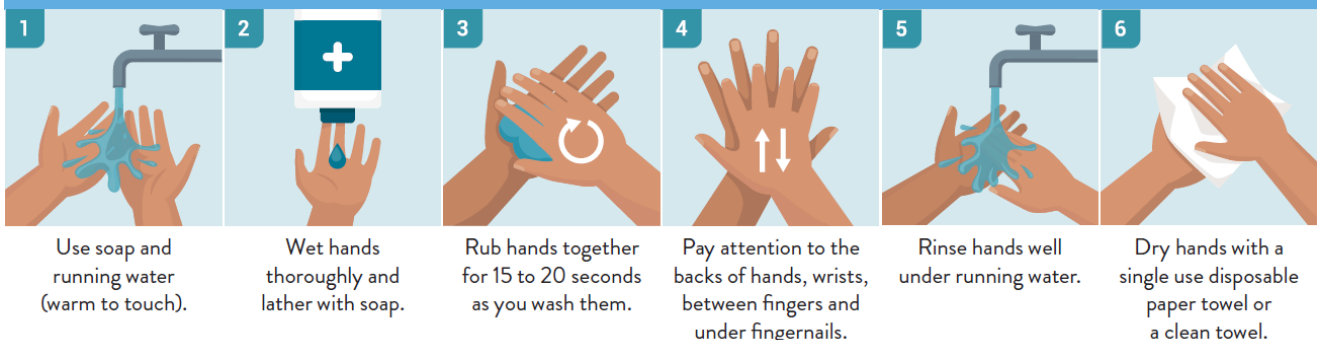 1
Use soap and
running water
(warm to touch).
2
Wet hands
thoroughly and
lather with soap.
3
Rub hands together
for 15 to 20 seconds
as you wash them.
4
Pay attention to the
backs of hands, wrists,
between fingers and
under fingernails.
5
Rinse hands well
under running water.
6
Dry hands with a
single use disposable
paper towel or
a clean towel.